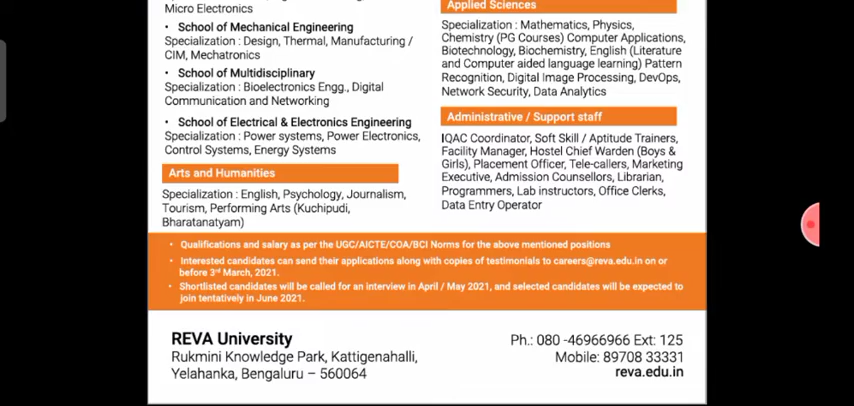 Micro Electronics
• School of Mechanical Engineering
Specialization : Design, Thermal, Manufacturing /
CIM, Mechatronics
• School of Multidisciplinary
Specialization : Bioelectronics Engg., Digital
Communication and Networking
• School of Electrical & Electronics Engineering
Specialization : Power systems, Power Electronics,
Control Systems, Energy Systems
Arts and Humanities
Specialization : English, Psychology, Journalism,
Tourism, Performing Arts (Kuchipudi,
Bharatanatyam)
Applied Sciences
Specialization : Mathematics, Physics,
Chemistry (PG Courses) Computer Applications,
Biotechnology, Biochemistry, English (Literature
and Computer aided language learning) Pattern
Recognition, Digital Image Processing, DevOps,
Network Security, Data Analytics
Administrative / Support staff
IQAC Coordinator, Soft Skill / Aptitude Trainers,
Facility Manager, Hostel Chief Warden (Boys &
Girls), Placement Officer, Tele-callers, Marketing
Executive, Admission Counsellors, Librarian,
Programmers, Lab instructors, Office Clerks,
Data Entry Operator
• Qualifications and salary as per the UGC/AICTE/COA/BCI Norms for the above mentioned positions
• Interested candidates can send their applications along with copies of testimonials to careers@reva.edu.in on or
before 3rd March, 2021.
• Shortlisted candidates will be called for an interview in April / May 2021, and selected candidates will be expected to
join tentatively in June 2021.
REVA University
Rukmini Knowledge Park, Kattigenahalli,
Yelahanka, Bengaluru – 560064
Ph.: 080 -46966966 Ext: 125
Mobile: 89708 33331
reva.edu.in